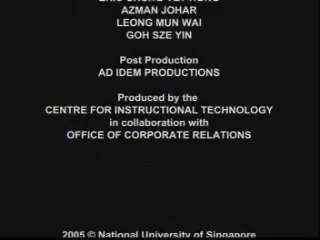 AZMAN JOHAR
LEONG MUN WAI
GOH SZE YIN
Post Production
AD IDEM PRODUCTIONS
Produced by the
CENTRE FOR INSTRUCTIONAL TECHNOLOGY
in collaboration with
OFFICE OF CORPORATE RELATIONS
2005 © National University of Singapore